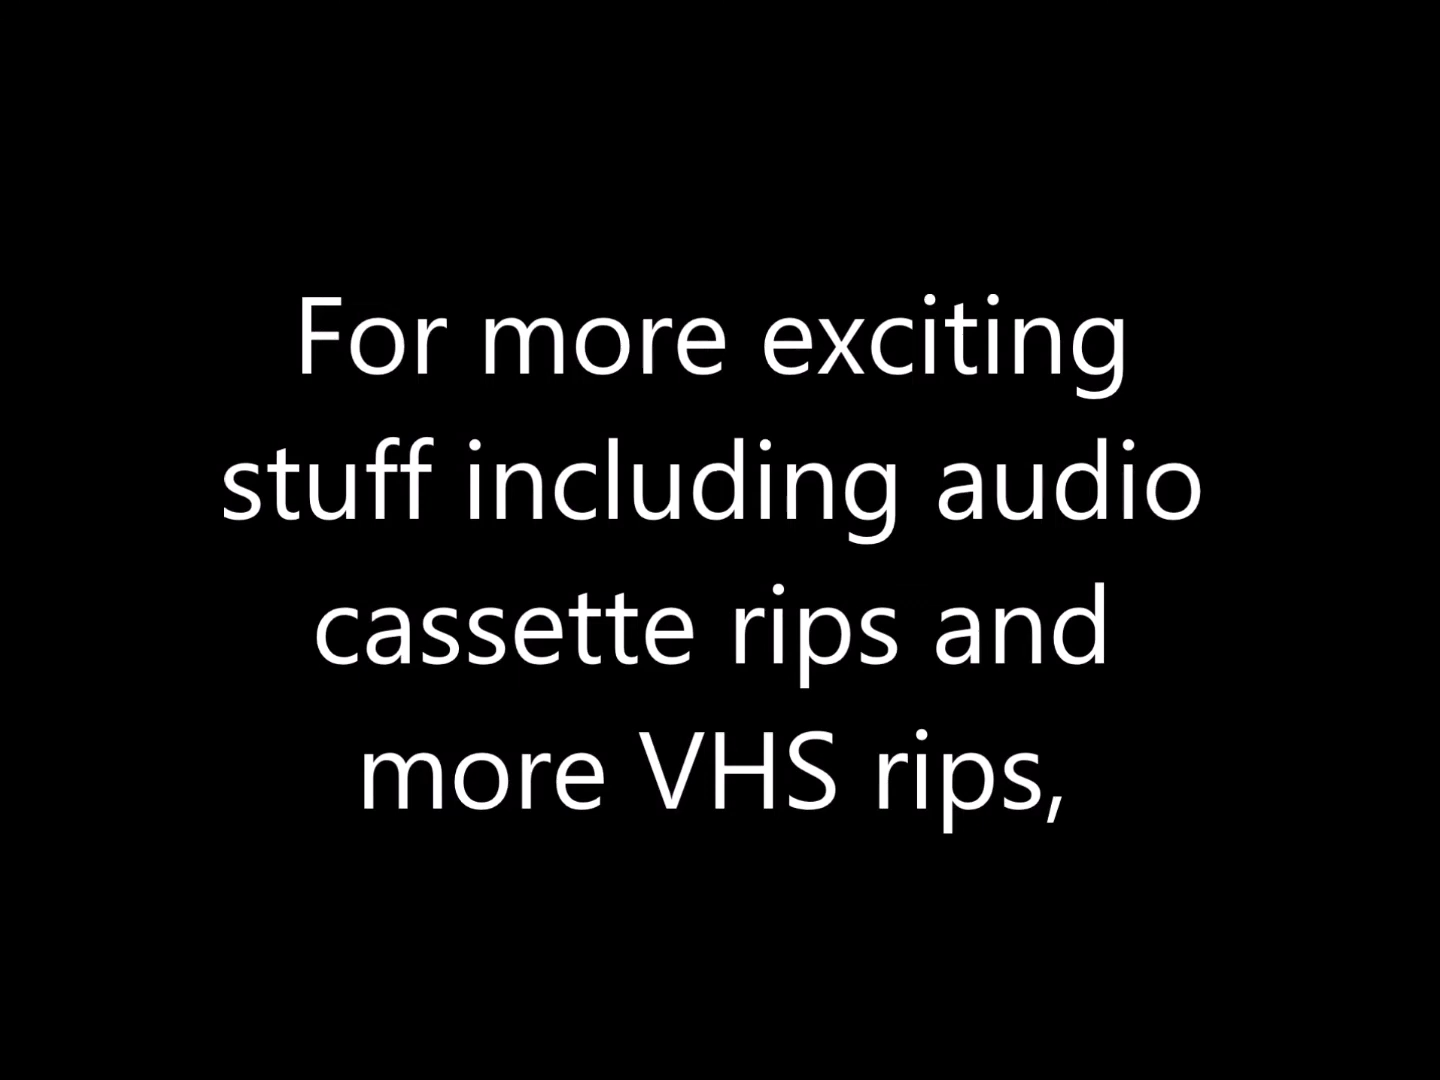 For more exciting
stuff including audio
cassette rips and
more VHS rips,